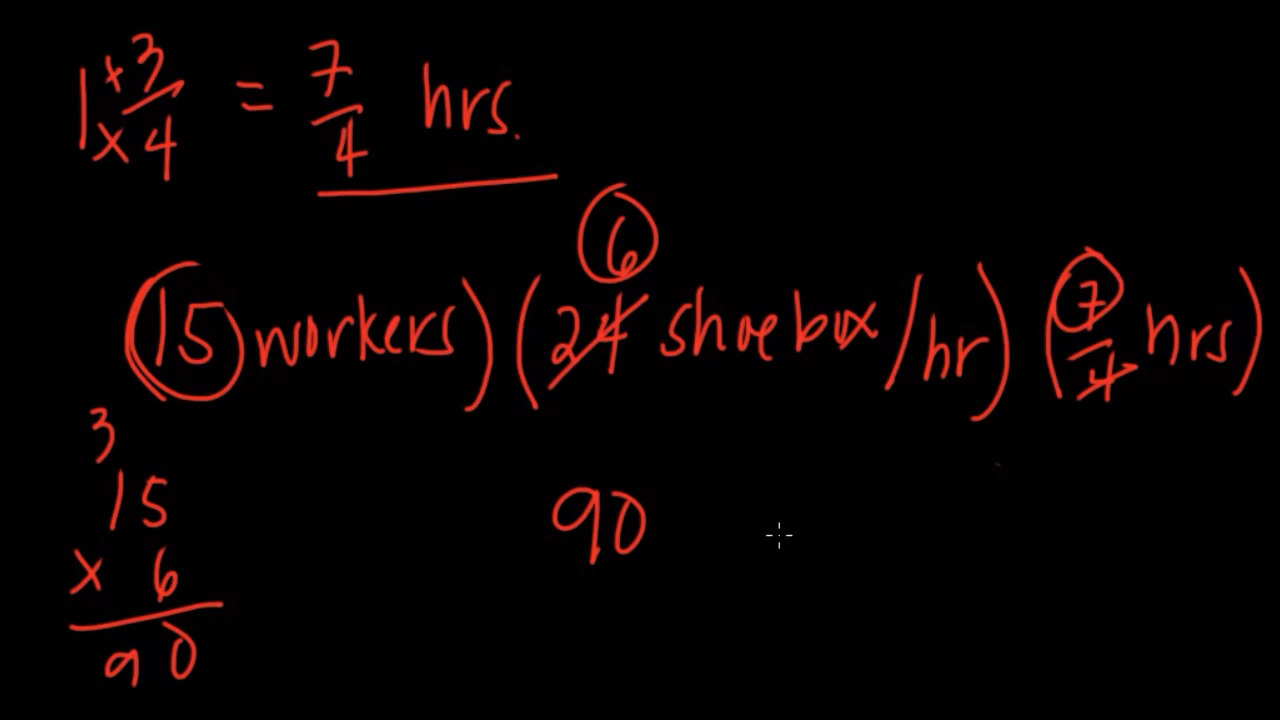 1 3/4 = 7/4 hrs.
+
x
6
(15 workers) (24 shoebox/hr) (7/4 hrs)
3
15
x 6
90
90